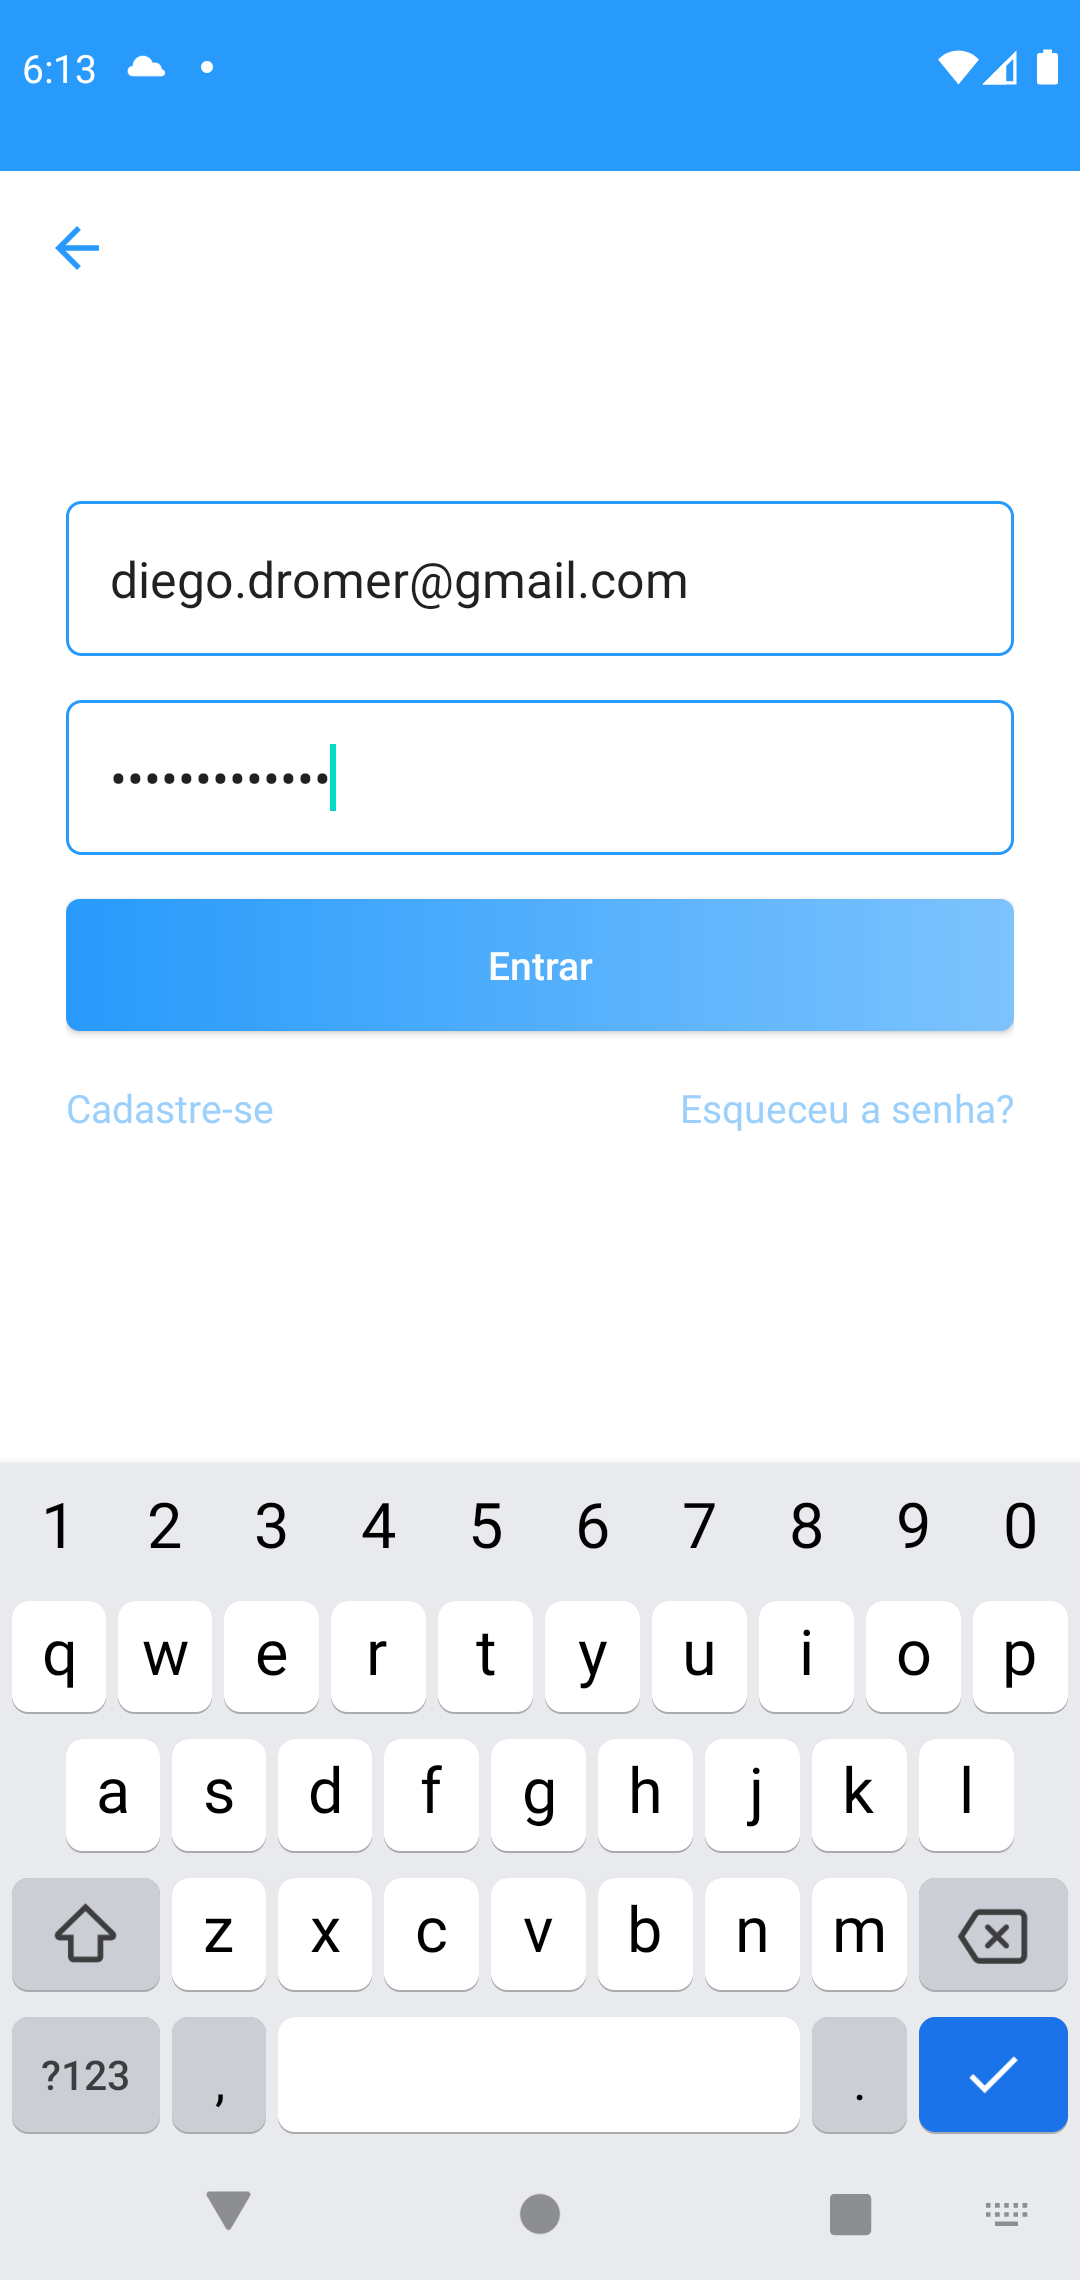 6:13
diego.dromer@gmail.com
•••••••••••••
Entrar
Cadastre-se Esqueceu a senha?
1 2 3 4 5 6 7 8 9 0
q w e r t y u i o p
a s d f g h j k l
z x c v b n m
?123 , .